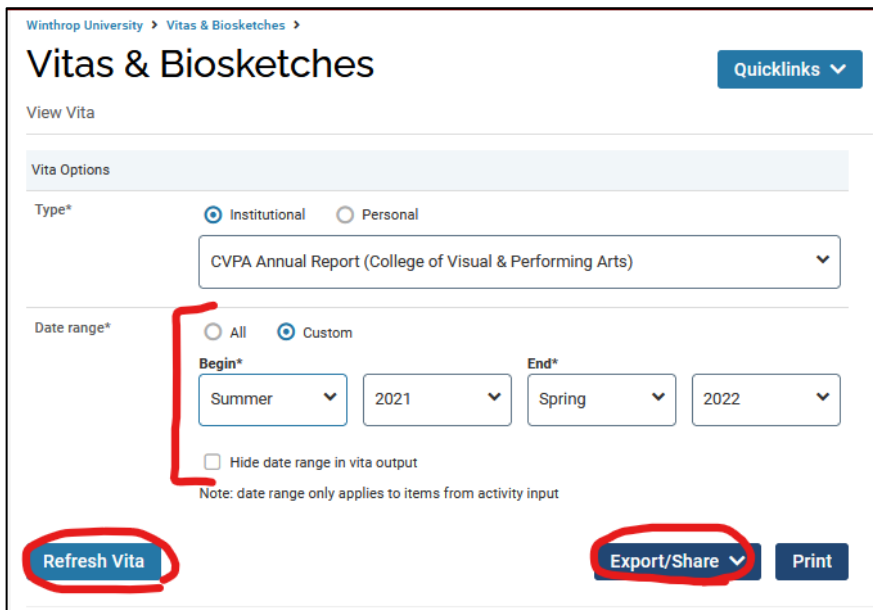 Winthrop University > Vitas & Biosketches >
Vitas & Biosketches
Quicklinks
View Vita
Vita Options
Type*
Institutional Personal
CVPA Annual Report (College of Visual & Performing Arts)
Date range*
All Custom
Begin* End*
Summer 2021 Spring 2022
Hide date range in vita output
Note: date range only applies to items from activity input
Refresh Vita Export/Share Print